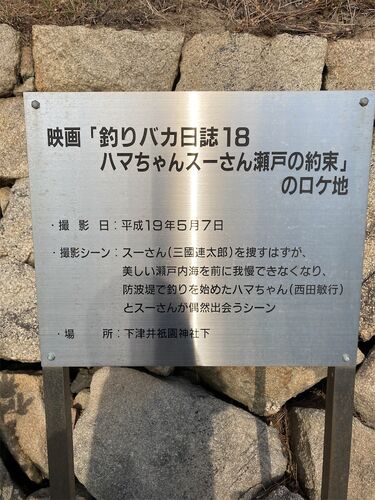 映画「釣りバカ日誌18
ハマちゃんスーさん瀬戸の約束」
のロケ地
・撮影日:平成19年5月7日
・撮影シーン:スーさん(三國連太郎)を捜すはずが、
美しい瀬戸内海を前に我慢できなくなり、
防波堤で釣りを始めたハマちゃん(西田敏行)
とスーさんが偶然出会うシーン
・場所:下津井祇園神社下